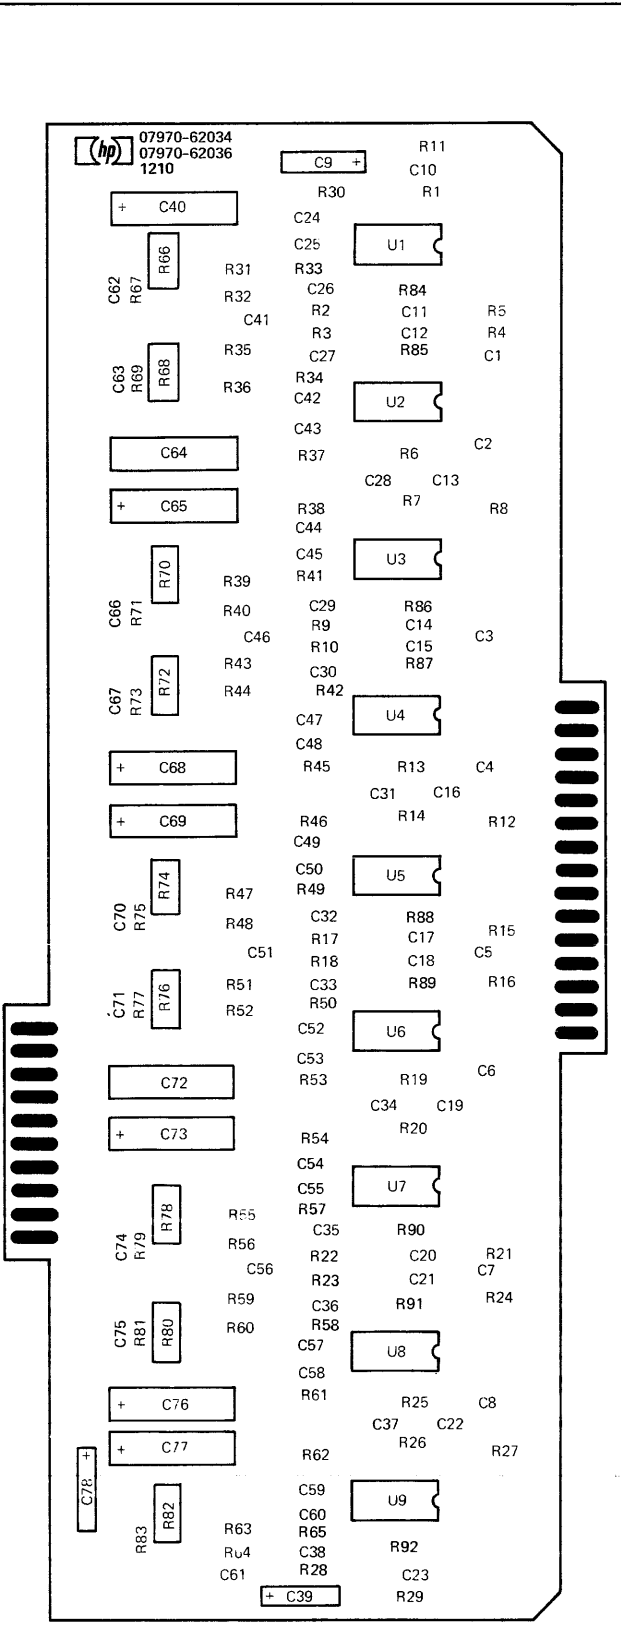 hp 07970-62034
07970-62036
1210
R11
C9 +
C10
R30 R1
+ C40
C24
U1
C25
R66
R31 R33
C62 R67
C26 R84
R32
R2 C11 R5
C41
R3 C12 R4
R35 R85
C27 C1
C63 R69 R68
R34
R36
C42 U2
C43
C2
C64 R37 R6
C28 C13
R7
+ C65 R38 R8
C44
C45 U3
R70
R39 R41
C66 R71
C29 R86
R40
R9 C14
C46 C3
R10 C15
R43 R87
C30
C67 R73 R72
R44 R42
C47 U4
C48
+ C68 R45 R13 C4
C31 C16
R14
+ C69 R46 R12
C49
C50 U5
R74
R47 R49
C70 R75
C32 R88
R48
R15
R17 C17
C51 C5
R18 C18
C71 R77 R76
R51 C33 R89 R16
R50
R52
C52 U6
C53
C6
C72 R53 R19
C34 C19
R20
+ C73 R54
C54
C55 U7
R78
R57
R55
C35 R90
C74 R79
R56
R22 C20 R21
C56 C7
R23 C21
R59 R24
C36 R91
C75 R81 R80
R60 R58
C57 U8
C58
R61
+ C76 R25 C8
C37 C22
R26
+ C77 R62 R27
C78 +
C59
U9
R82
C60
R83
R63 R65
R92
C38
R28
C61 C23
+ C39 R29